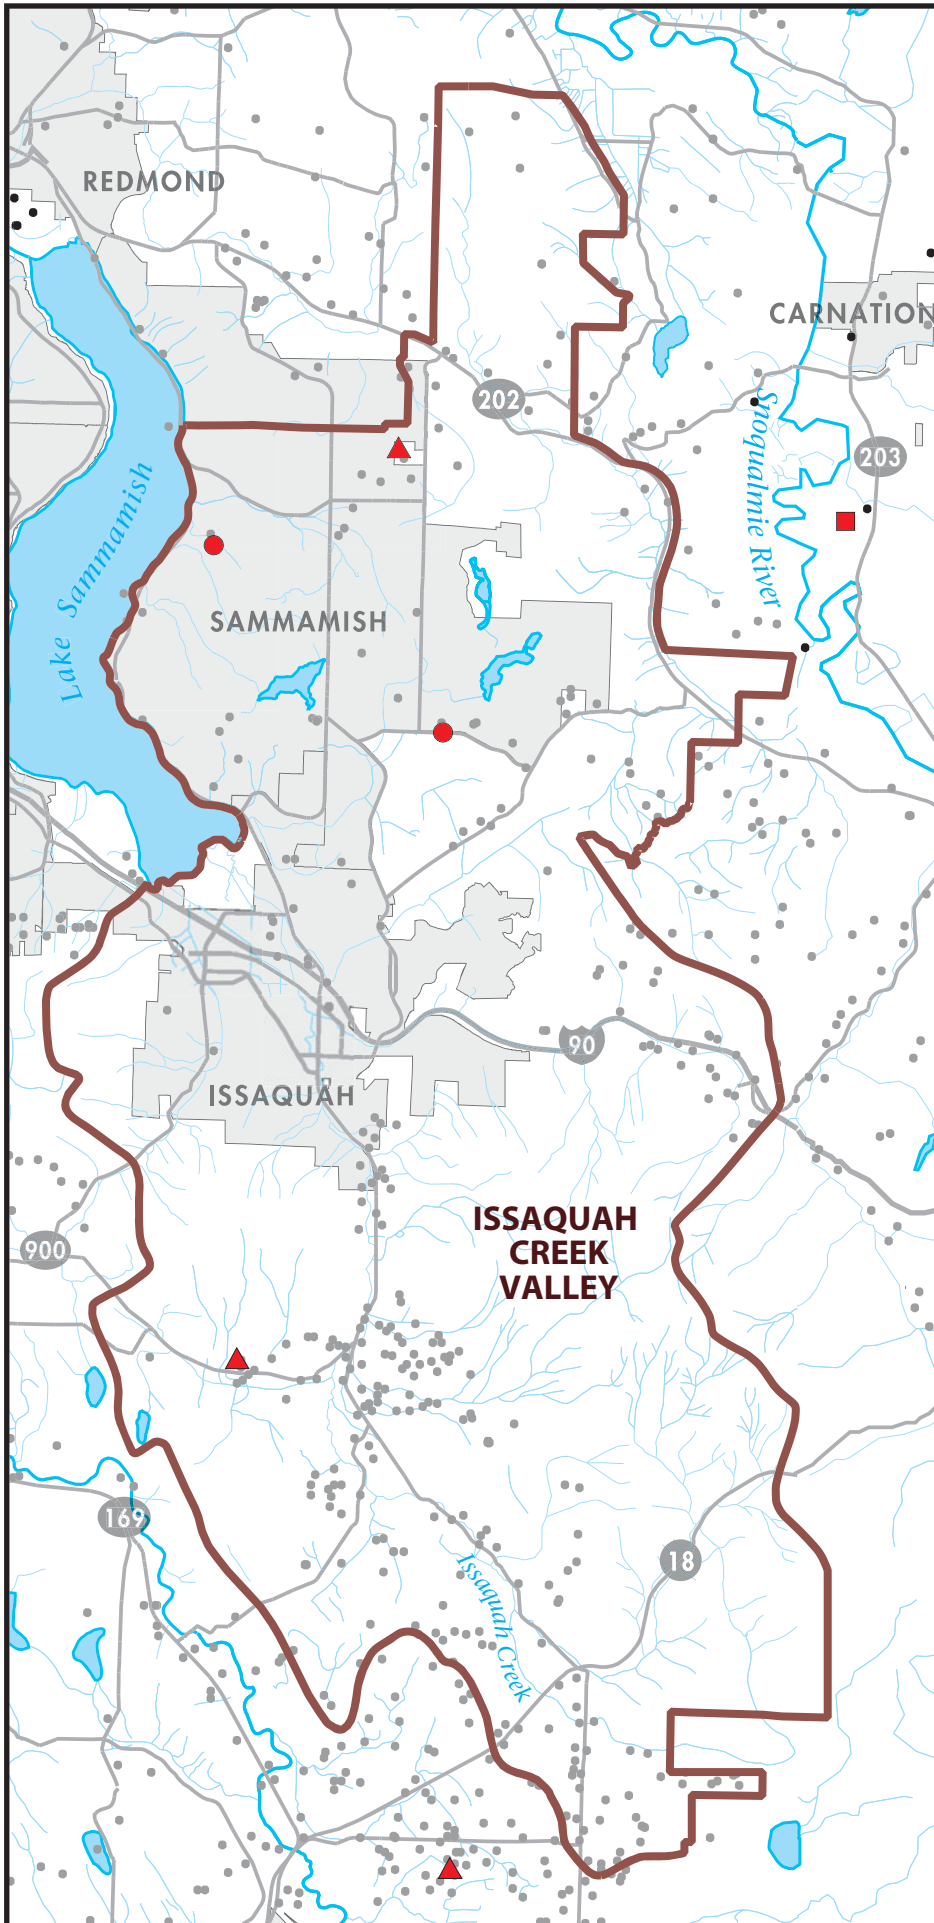 REDMOND
CARNATION
202
203
Snoqualmie River
Lake Sammamish
SAMMAMISH
90
ISSAQUAH
ISSAQUAH
CREEK
VALLEY
900
169
18
Issaquah Creek